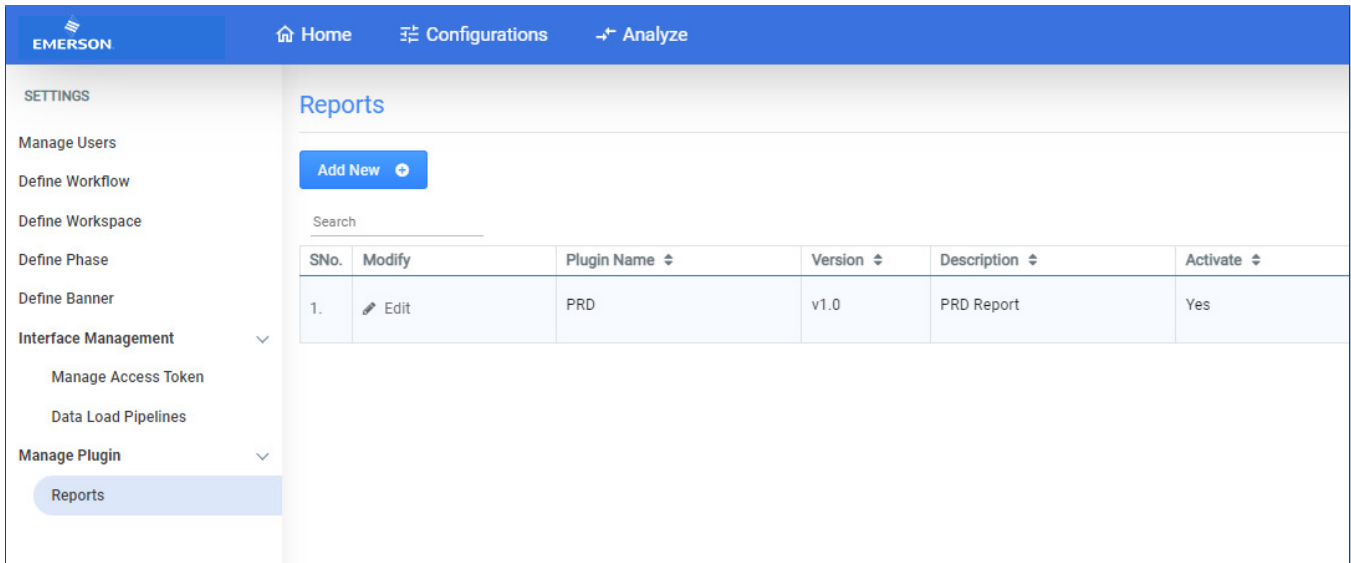 EMERSON
Home Configurations Analyze
SETTINGS
Manage Users
Define Workflow
Define Workspace
Define Phase
Define Banner
Interface Management
Manage Access Token
Data Load Pipelines
Manage Plugin
Reports
Reports
Add New
Search
SNo. Modify Plugin Name Version Description Activate
1. Edit PRD v1.0 PRD Report Yes